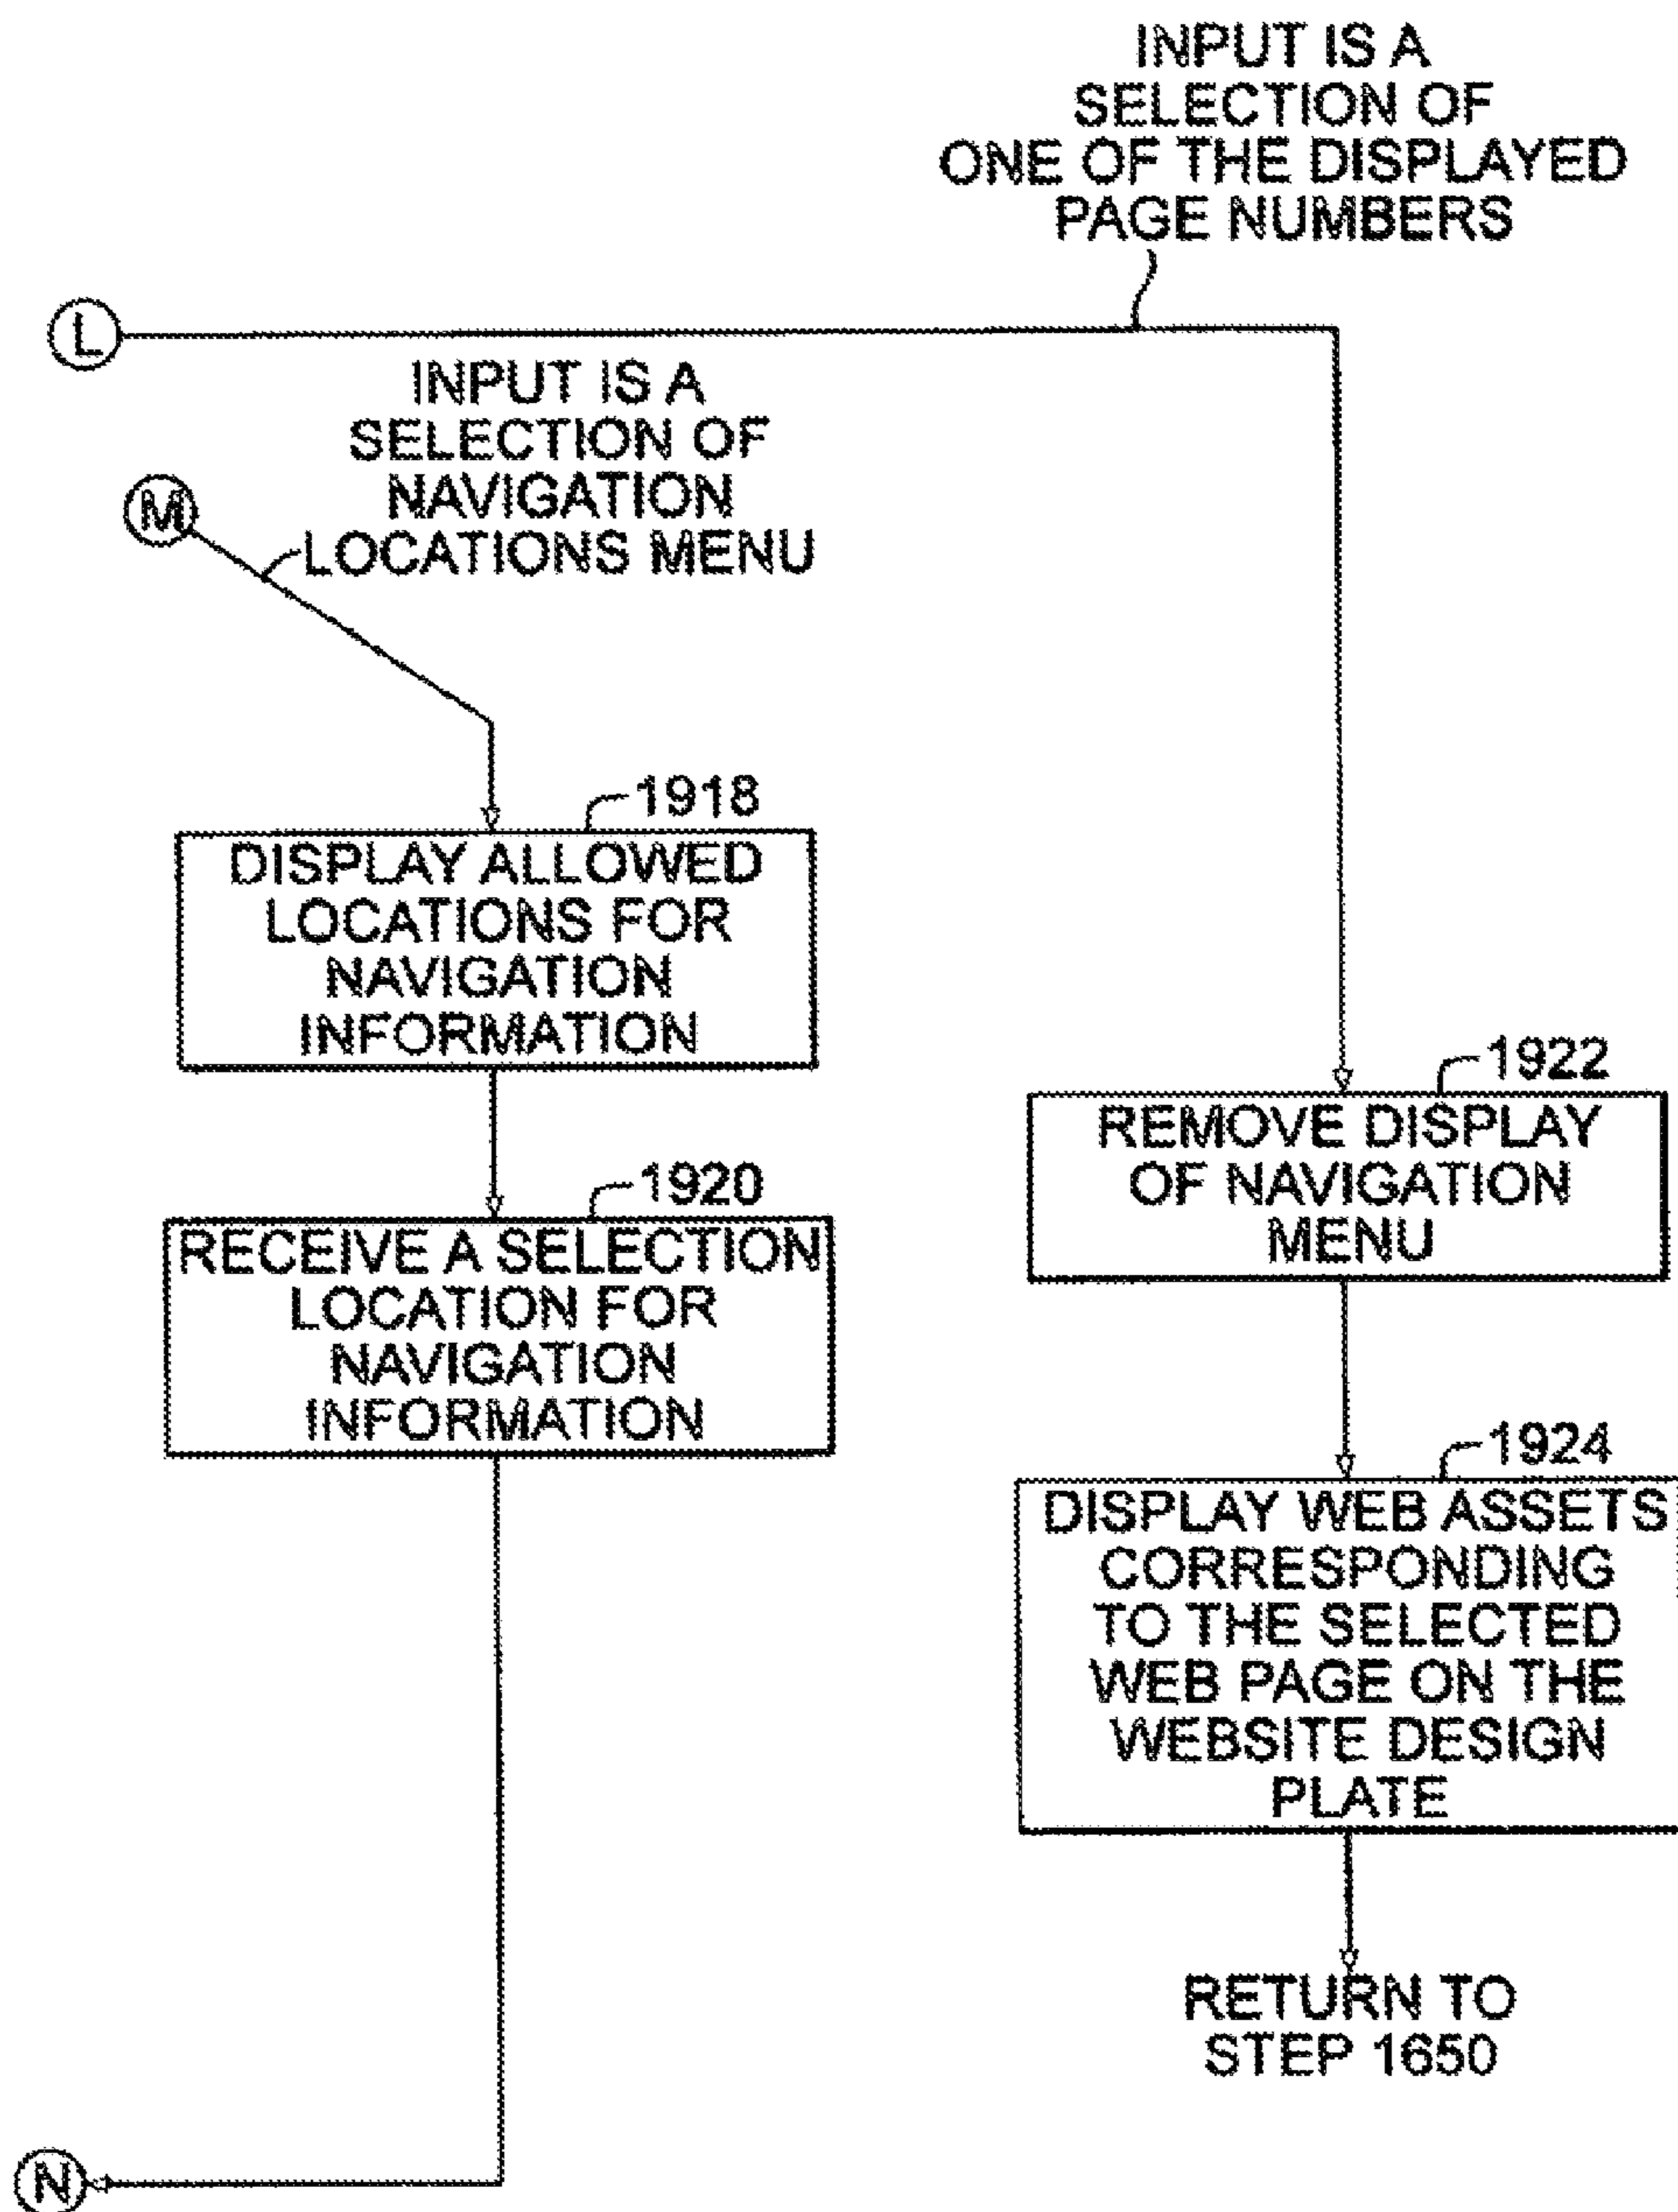 INPUT IS A
SELECTION OF
ONE OF THE DISPLAYED
PAGE NUMBERS
L
INPUT IS A
SELECTION OF
NAVIGATION
LOCATIONS MENU
M
1918
DISPLAY ALLOWED
LOCATIONS FOR
NAVIGATION
INFORMATION
1920
RECEIVE A SELECTION
LOCATION FOR
NAVIGATION
INFORMATION
N
1922
REMOVE DISPLAY
OF NAVIGATION
MENU
1924
DISPLAY WEB ASSETS
CORRESPONDING
TO THE SELECTED
WEB PAGE ON THE
WEBSITE DESIGN
PLATE
RETURN TO
STEP 1650